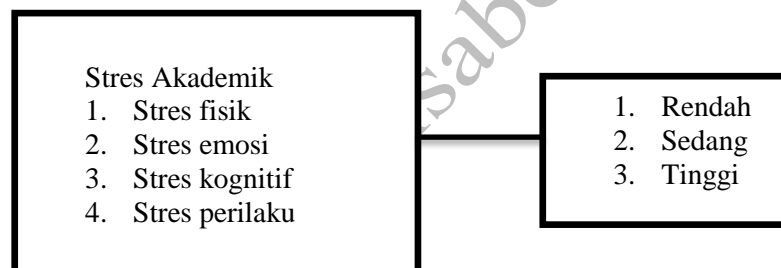 Stres Akademik
1. Stres fisik
2. Stres emosi
3. Stres kognitif
4. Stres perilaku
1. Rendah
2. Sedang
3. Tinggi